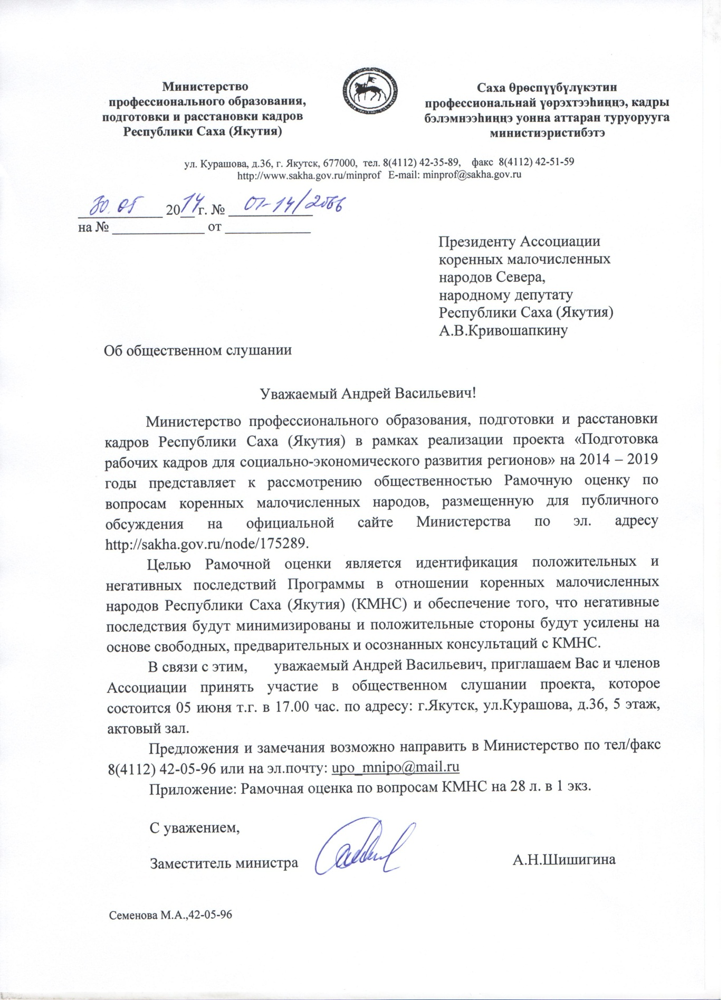 Министерство
профессионального образования,
подготовки и расстановки кадров
Республики Саха (Якутия)
Саха Өрөспүүбүлүкэтин
профессиональнай үөрэхтээһиҥҥэ, кадры
бэлэмнээһиҥҥэ уонна аттаран туруорууга
министиэристибэтэ
ул. Курашова, д.36, г. Якутск, 677000, тел. 8(4112) 42-35-89, факс 8(4112) 42-51-59
http://www.sakha.gov.ru/minprof E-mail: minprof@sakha.gov.ru
30.05 2014 г. № 01-14/2066
на № ____________ от ____________
Президенту Ассоциации
коренных малочисленных
народов Севера,
народному депутату
Республики Саха (Якутия)
А.В.Кривошапкину
Об общественном слушании
Уважаемый Андрей Васильевич!
Министерство профессионального образования, подготовки и расстановки
кадров Республики Саха (Якутия) в рамках реализации проекта «Подготовка
рабочих кадров для социально-экономического развития регионов» на 2014 – 2019
годы представляет к рассмотрению общественностью Рамочную оценку по
вопросам коренных малочисленных народов, размещенную для публичного
обсуждения на официальной сайте Министерства по эл. адресу
http://sakha.gov.ru/node/175289.
Целью Рамочной оценки является идентификация положительных и
негативных последствий Программы в отношении коренных малочисленных
народов Республики Саха (Якутия) (КМНС) и обеспечение того, что негативные
последствия будут минимизированы и положительные стороны будут усилены на
основе свободных, предварительных и осознанных консультаций с КМНС.
В связи с этим, уважаемый Андрей Васильевич, приглашаем Вас и членов
Ассоциации принять участие в общественном слушании проекта, которое
состоится 05 июня т.г. в 17.00 час. по адресу: г.Якутск, ул.Курашова, д.36, 5 этаж,
актовый зал.
Предложения и замечания возможно направить в Министерство по тел/факс
8(4112) 42-05-96 или на эл.почту: upo_mnipo@mail.ru
Приложение: Рамочная оценка по вопросам КМНС на 28 л. в 1 экз.
С уважением,
Заместитель министра А.Н.Шишигина
Семенова М.А.,42-05-96